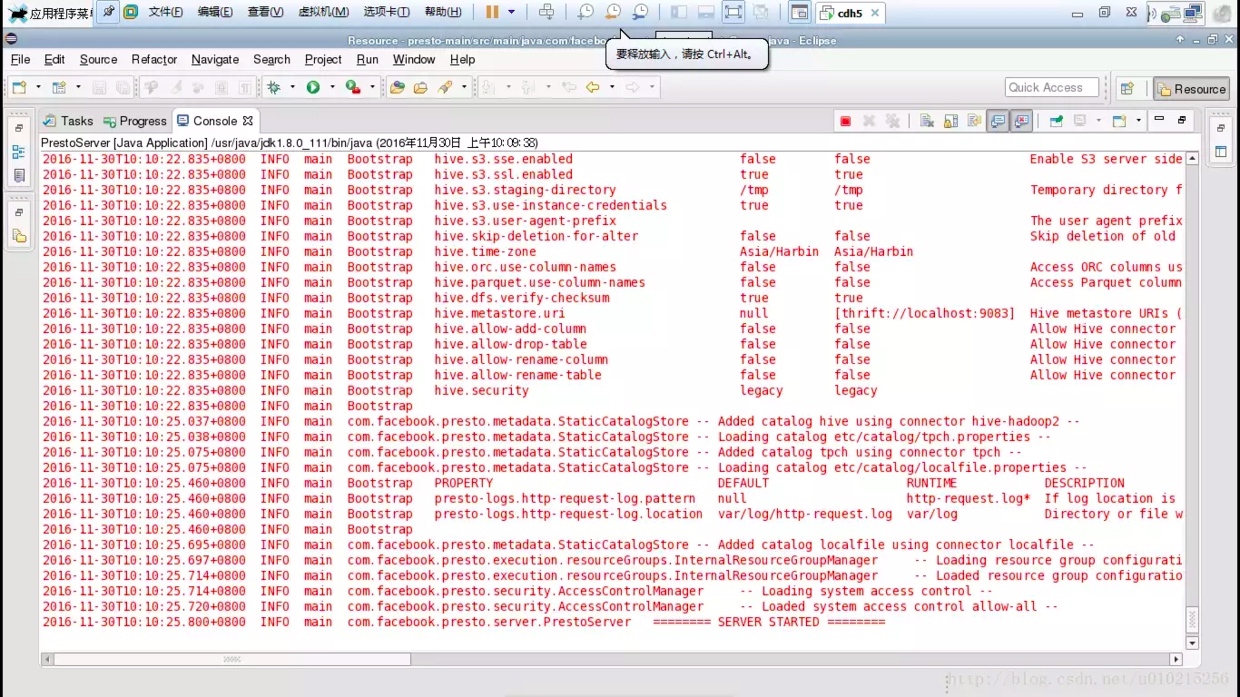 应用程序菜单 文件(F) 编辑(E) 查看(V) 虚拟机(M) 选项卡(T) 帮助(H) cdh5
Resource - presto-main/src/main/java/com/facebo java - Eclipse
要释放输入，请按 Ctrl+Alt。
File Edit Source Refactor Navigate Search Project Run Window Help
Quick Access Resource
Tasks Progress Console
PrestoServer [Java Application] /usr/java/jdk1.8.0_111/bin/java (2016年11月30日 上午10:09:38)
2016-11-30T10:10:22.835+0800 INFO main Bootstrap hive.s3.sse.enabled false false Enable S3 server side
2016-11-30T10:10:22.835+0800 INFO main Bootstrap hive.s3.ssl.enabled true true
2016-11-30T10:10:22.835+0800 INFO main Bootstrap hive.s3.staging-directory /tmp /tmp Temporary directory f
2016-11-30T10:10:22.835+0800 INFO main Bootstrap hive.s3.use-instance-credentials true true
2016-11-30T10:10:22.835+0800 INFO main Bootstrap hive.s3.user-agent-prefix The user agent prefix
2016-11-30T10:10:22.835+0800 INFO main Bootstrap hive.skip-deletion-for-alter false false Skip deletion of old
2016-11-30T10:10:22.835+0800 INFO main Bootstrap hive.time-zone Asia/Harbin Asia/Harbin
2016-11-30T10:10:22.835+0800 INFO main Bootstrap hive.orc.use-column-names false false Access ORC columns us
2016-11-30T10:10:22.835+0800 INFO main Bootstrap hive.parquet.use-column-names false false Access Parquet column
2016-11-30T10:10:22.835+0800 INFO main Bootstrap hive.dfs.verify-checksum true true
2016-11-30T10:10:22.835+0800 INFO main Bootstrap hive.metastore.uri null [thrift://localhost:9083] Hive metastore URIs (
2016-11-30T10:10:22.835+0800 INFO main Bootstrap hive.allow-add-column false false Allow Hive connector
2016-11-30T10:10:22.835+0800 INFO main Bootstrap hive.allow-drop-table false false Allow Hive connector
2016-11-30T10:10:22.835+0800 INFO main Bootstrap hive.allow-rename-column false false Allow Hive connector
2016-11-30T10:10:22.835+0800 INFO main Bootstrap hive.allow-rename-table false false Allow Hive connector
2016-11-30T10:10:22.835+0800 INFO main Bootstrap hive.security legacy legacy
2016-11-30T10:10:22.835+0800 INFO main Bootstrap
2016-11-30T10:10:25.037+0800 INFO main com.facebook.presto.metadata.StaticCatalogStore -- Added catalog hive using connector hive-hadoop2 --
2016-11-30T10:10:25.038+0800 INFO main com.facebook.presto.metadata.StaticCatalogStore -- Loading catalog etc/catalog/tpch.properties --
2016-11-30T10:10:25.075+0800 INFO main com.facebook.presto.metadata.StaticCatalogStore -- Added catalog tpch using connector tpch --
2016-11-30T10:10:25.075+0800 INFO main com.facebook.presto.metadata.StaticCatalogStore -- Loading catalog etc/catalog/localfile.properties --
2016-11-30T10:10:25.460+0800 INFO main Bootstrap PROPERTY DEFAULT RUNTIME DESCRIPTION
2016-11-30T10:10:25.460+0800 INFO main Bootstrap presto-logs.http-request-log.pattern null http-request.log* If log location is
2016-11-30T10:10:25.460+0800 INFO main Bootstrap presto-logs.http-request-log.location var/log/http-request.log var/log Directory or file w
2016-11-30T10:10:25.460+0800 INFO main Bootstrap
2016-11-30T10:10:25.695+0800 INFO main com.facebook.presto.metadata.StaticCatalogStore -- Added catalog localfile using connector localfile --
2016-11-30T10:10:25.697+0800 INFO main com.facebook.presto.execution.resourceGroups.InternalResourceGroupManager -- Loading resource group configurati
2016-11-30T10:10:25.714+0800 INFO main com.facebook.presto.execution.resourceGroups.InternalResourceGroupManager -- Loaded resource group configuratio
2016-11-30T10:10:25.714+0800 INFO main com.facebook.presto.security.AccessControlManager -- Loading system access control --
2016-11-30T10:10:25.720+0800 INFO main com.facebook.presto.security.AccessControlManager -- Loaded system access control allow-all --
2016-11-30T10:10:25.800+0800 INFO main com.facebook.presto.server.PrestoServer ======== SERVER STARTED ========
http://blog.csdn.net/u010215256